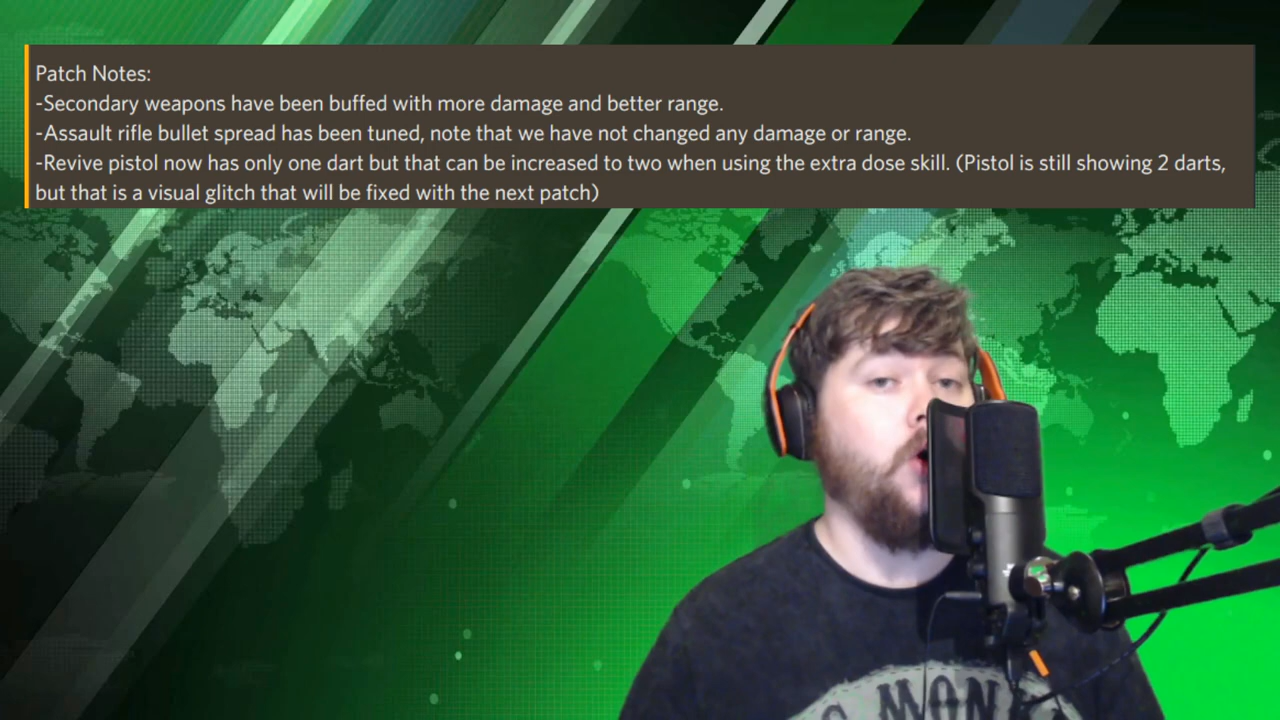 Patch Notes:
-Secondary weapons have been buffed with more damage and better range.
-Assault rifle bullet spread has been tuned, note that we have not changed any damage or range.
-Revive pistol now has only one dart but that can be increased to two when using the extra dose skill. (Pistol is still showing 2 darts,
but that is a visual glitch that will be fixed with the next patch)
MON